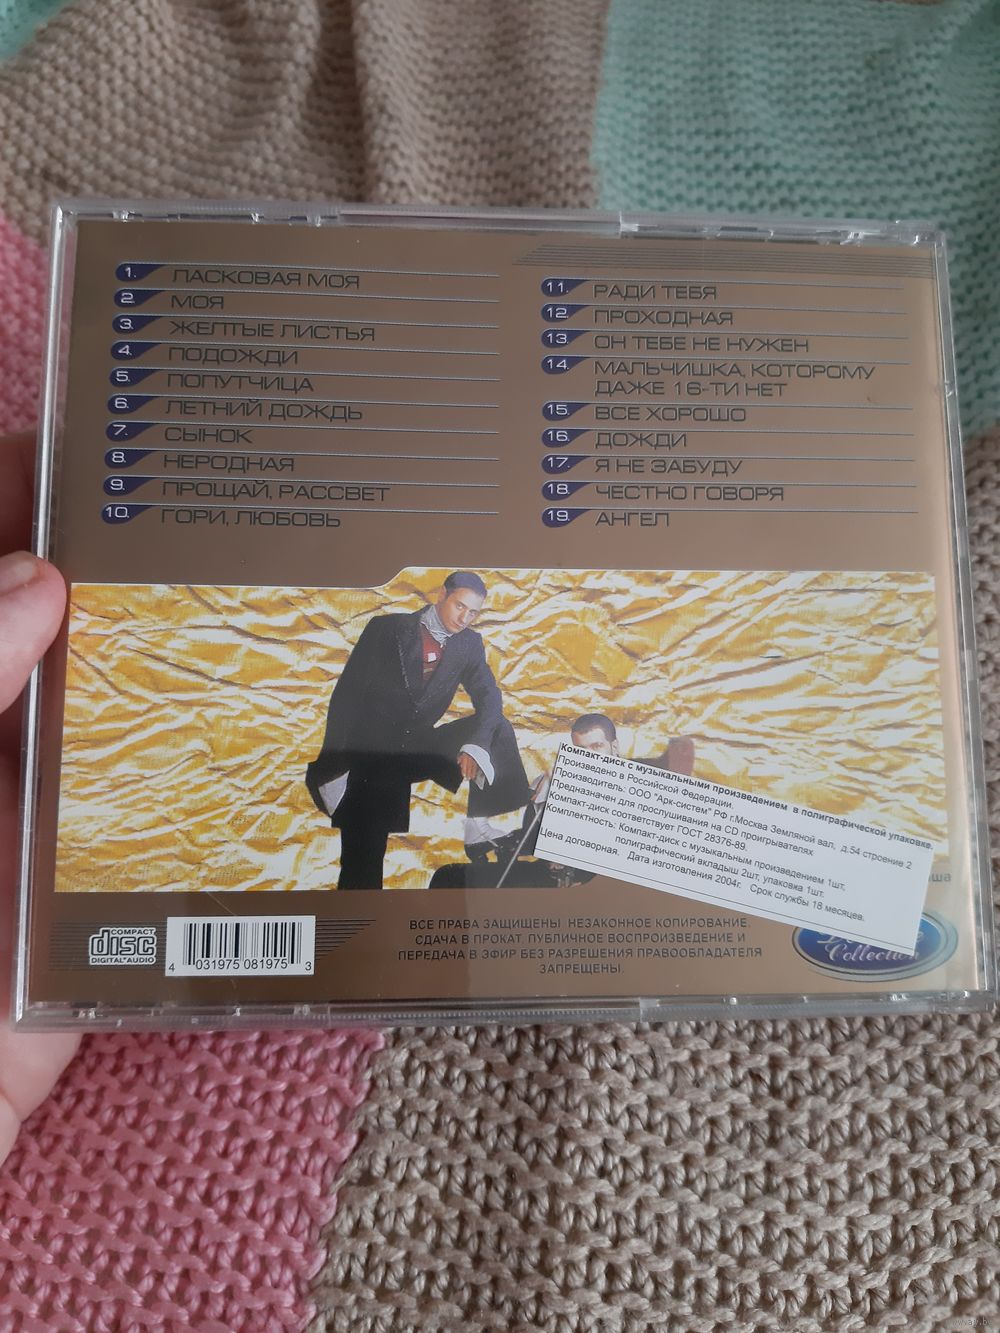 1. ЛАСКОВАЯ МОЯ
2. МОЯ
3. ЖЕЛТЫЕ ЛИСТЬЯ
4. ПОДОЖДИ
5. ПОПУТЧИЦА
6. ЛЕТНИЙ ДОЖДЬ
7. СЫНОК
8. НЕРОДНАЯ
9. ПРОЩАЙ, РАССВЕТ
10. ГОРИ, ЛЮБОВЬ
11. РАДИ ТЕБЯ
12. ПРОХОДНАЯ
13. ОН ТЕБЕ НЕ НУЖЕН
14. МАЛЬЧИШКА, КОТОРОМУ
ДАЖЕ 16-ТИ НЕТ
15. ВСЕ ХОРОШО
16. ДОЖДИ
17. Я НЕ ЗАБУДУ
18. ЧЕСТНО ГОВОРЯ
19. АНГЕЛ
Компакт-диск с музыкальными произведением в полиграфической упаковке.
Произведено в Российской Федерации.
Производитель: ООО "Арк-систем" РФ г.Москва Земляной вал, д.54 строение 2
Предназначен для прослушивания на CD проигрывателях
Компакт-диск соответствует ГОСТ 28376-89.
Комплектность: Компакт-диск с музыкальным произведением 1шт,
полиграфический вкладыш 2шт, упаковка 1шт.
Цена договорная. Дата изготовления 2004г. Срок службы 18 месяцев.
COMPACT
disc
DIGITAL AUDIO
4 031975 081975 3
ВСЕ ПРАВА ЗАЩИЩЕНЫ. НЕЗАКОННОЕ КОПИРОВАНИЕ.
СДАЧА В ПРОКАТ, ПУБЛИЧНОЕ ВОСПРОИЗВЕДЕНИЕ И
ПЕРЕДАЧА В ЭФИР БЕЗ РАЗРЕШЕНИЯ ПРАВООБЛАДАТЕЛЯ
ЗАПРЕЩЕНЫ.
Collection